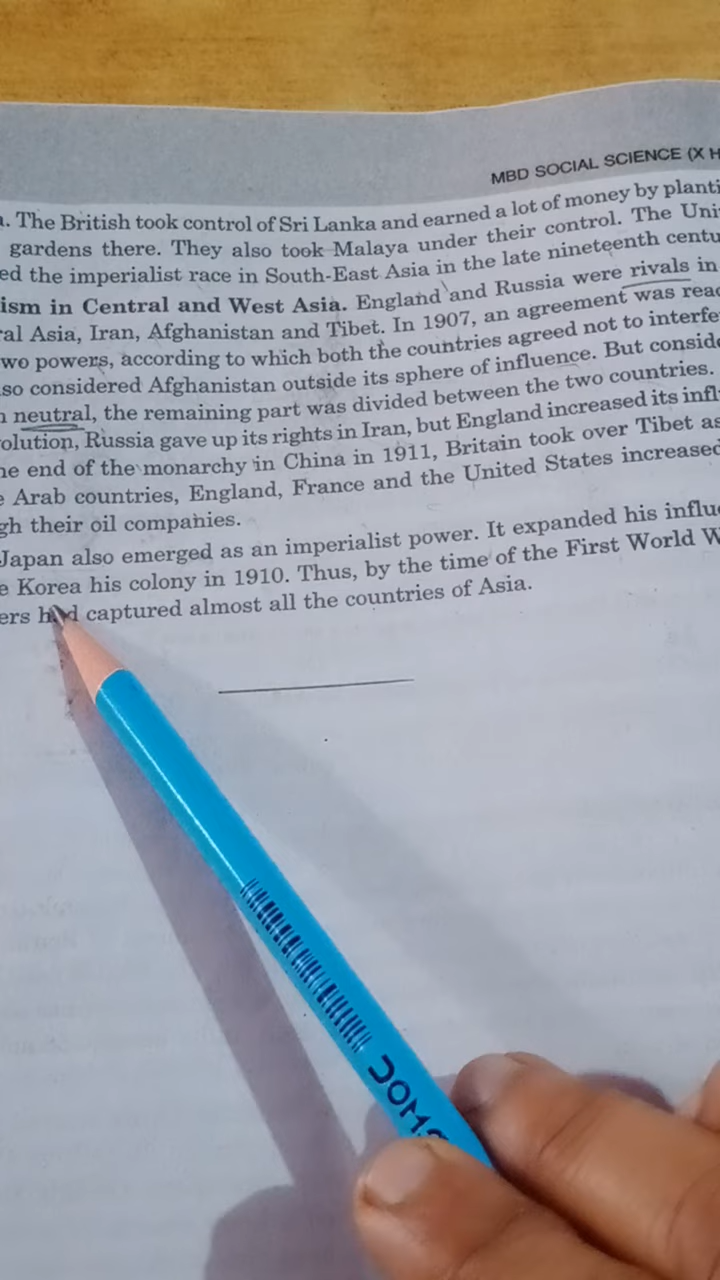 MBD SOCIAL SCIENCE (X H
. The British took control of Sri Lanka and earned a lot of money by planti
gardens there. They also took Malaya under their control. The Uni
ed the imperialist race in South-East Asia in the late nineteenth centu
ism in Central and West Asia. England and Russia were rivals in
ral Asia, Iran, Afghanistan and Tibet. In 1907, an agreement was reac
wo powers, according to which both the countries agreed not to interfe
so considered Afghanistan outside its sphere of influence. But conside
n neutral, the remaining part was divided between the two countries.
olution, Russia gave up its rights in Iran, but England increased its infl
he end of the monarchy in China in 1911, Britain took over Tibet as
e Arab countries, England, France and the United States increased
gh their oil companies.
Japan also emerged as an imperialist power. It expanded his influe
e Korea his colony in 1910. Thus, by the time of the First World W
ers had captured almost all the countries of Asia.
DOMS